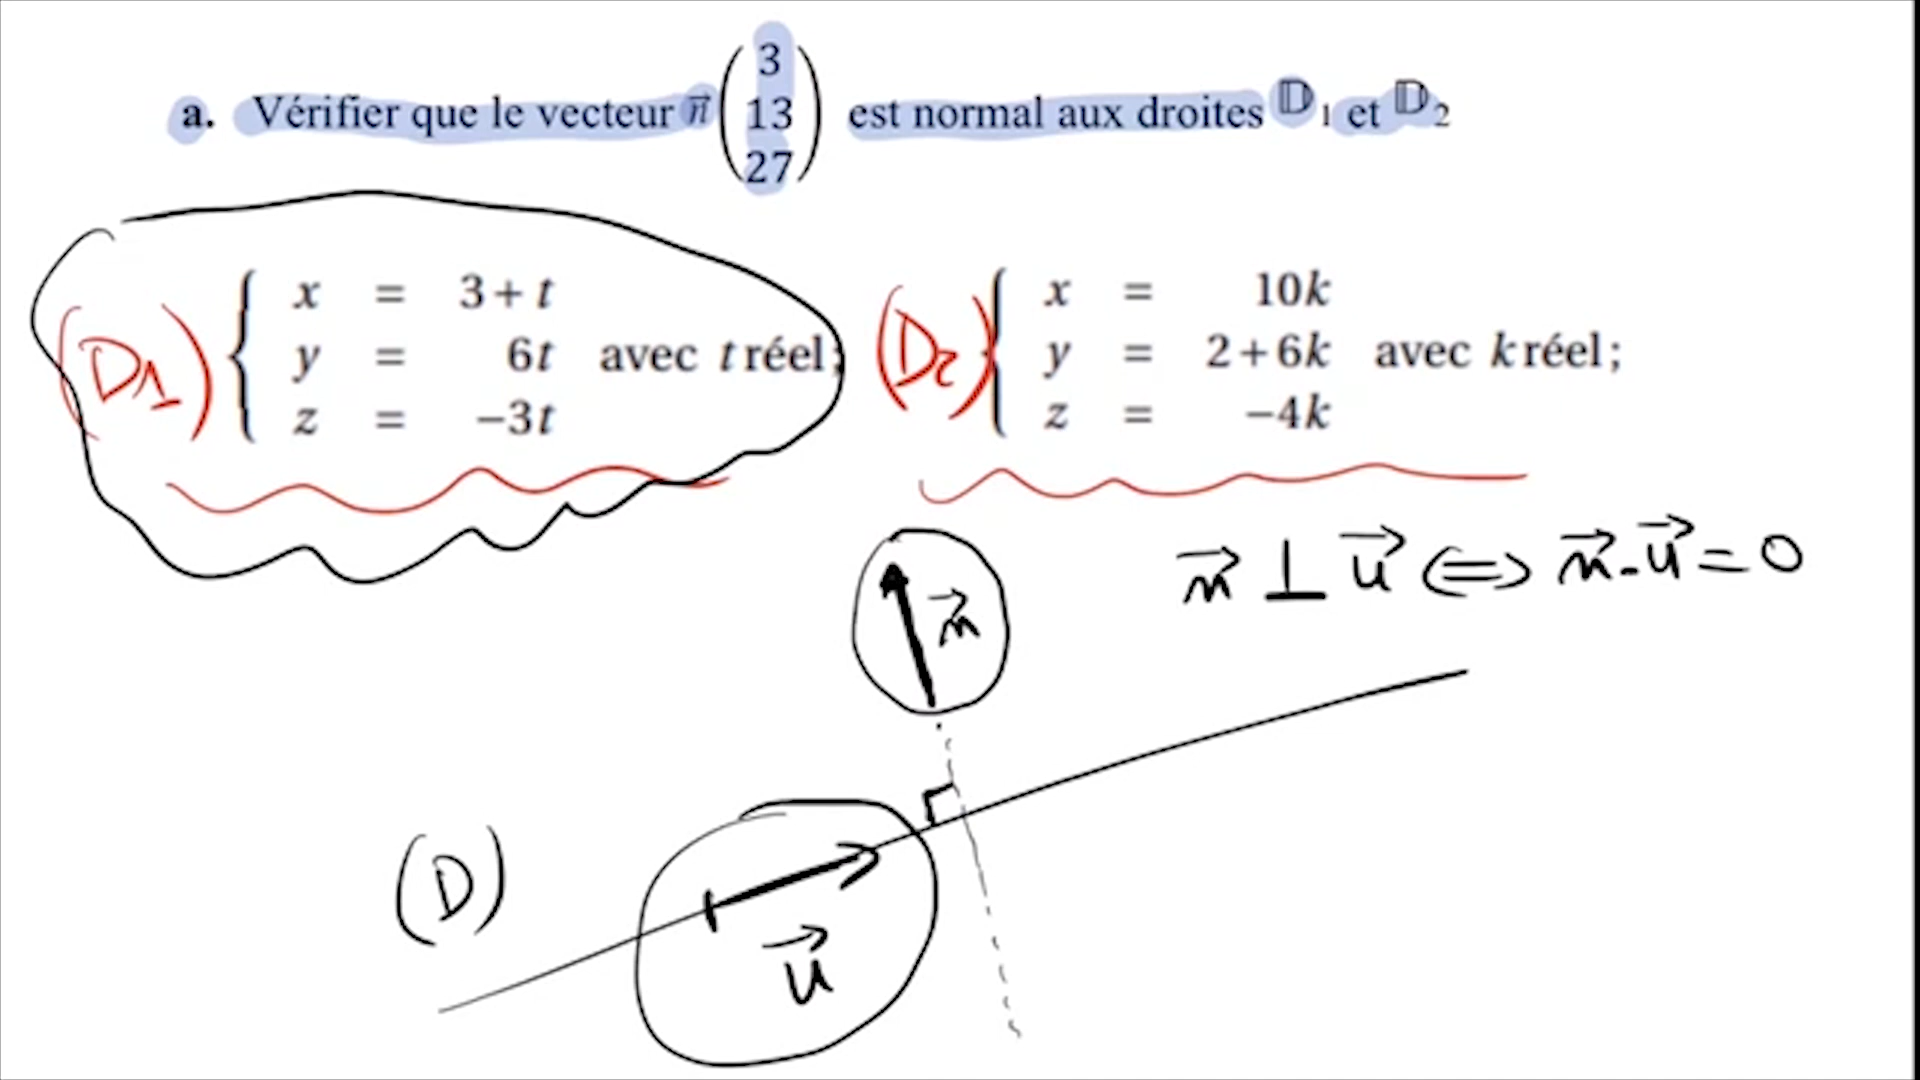 a. Vérifier que le vecteur n⃗ (3 13 27) est normal aux droites 𝔻1 et 𝔻2
(D1) { x = 3+t
y = 6t avec t réel;
z = −3t
(D2) { x = 10k
y = 2+6k avec k réel;
z = −4k
n⃗ ⊥ u⃗ ⇔ n⃗.u⃗ = 0
n⃗
(D)
u⃗